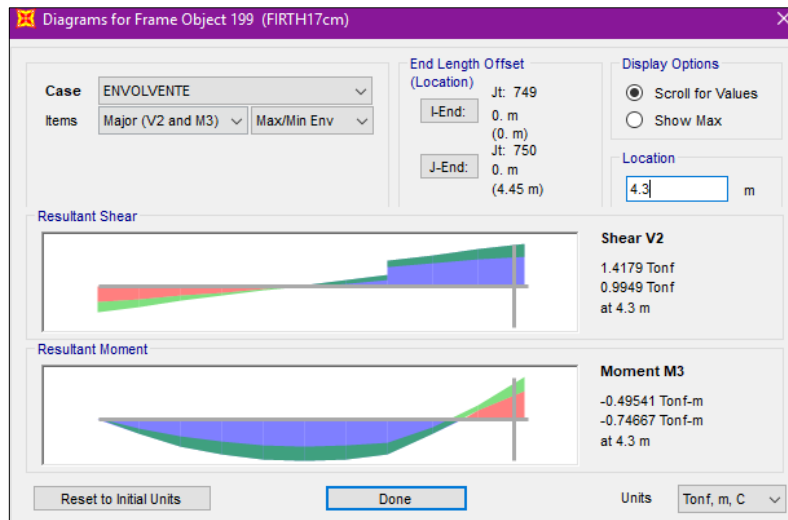 Diagrams for Frame Object 199 (FIRTH17cm)
Case ENVOLVENTE
Items Major (V2 and M3) Max/Min Env
End Length Offset
(Location)
I-End:
Jt: 749
0. m
(0. m)
J-End:
Jt: 750
0. m
(4.45 m)
Display Options
Scroll for Values
Show Max
Location
4.3 m
Resultant Shear
Shear V2
1.4179 Tonf
0.9949 Tonf
at 4.3 m
Resultant Moment
Moment M3
-0.49541 Tonf-m
-0.74667 Tonf-m
at 4.3 m
Reset to Initial Units
Done
Units Tonf, m, C